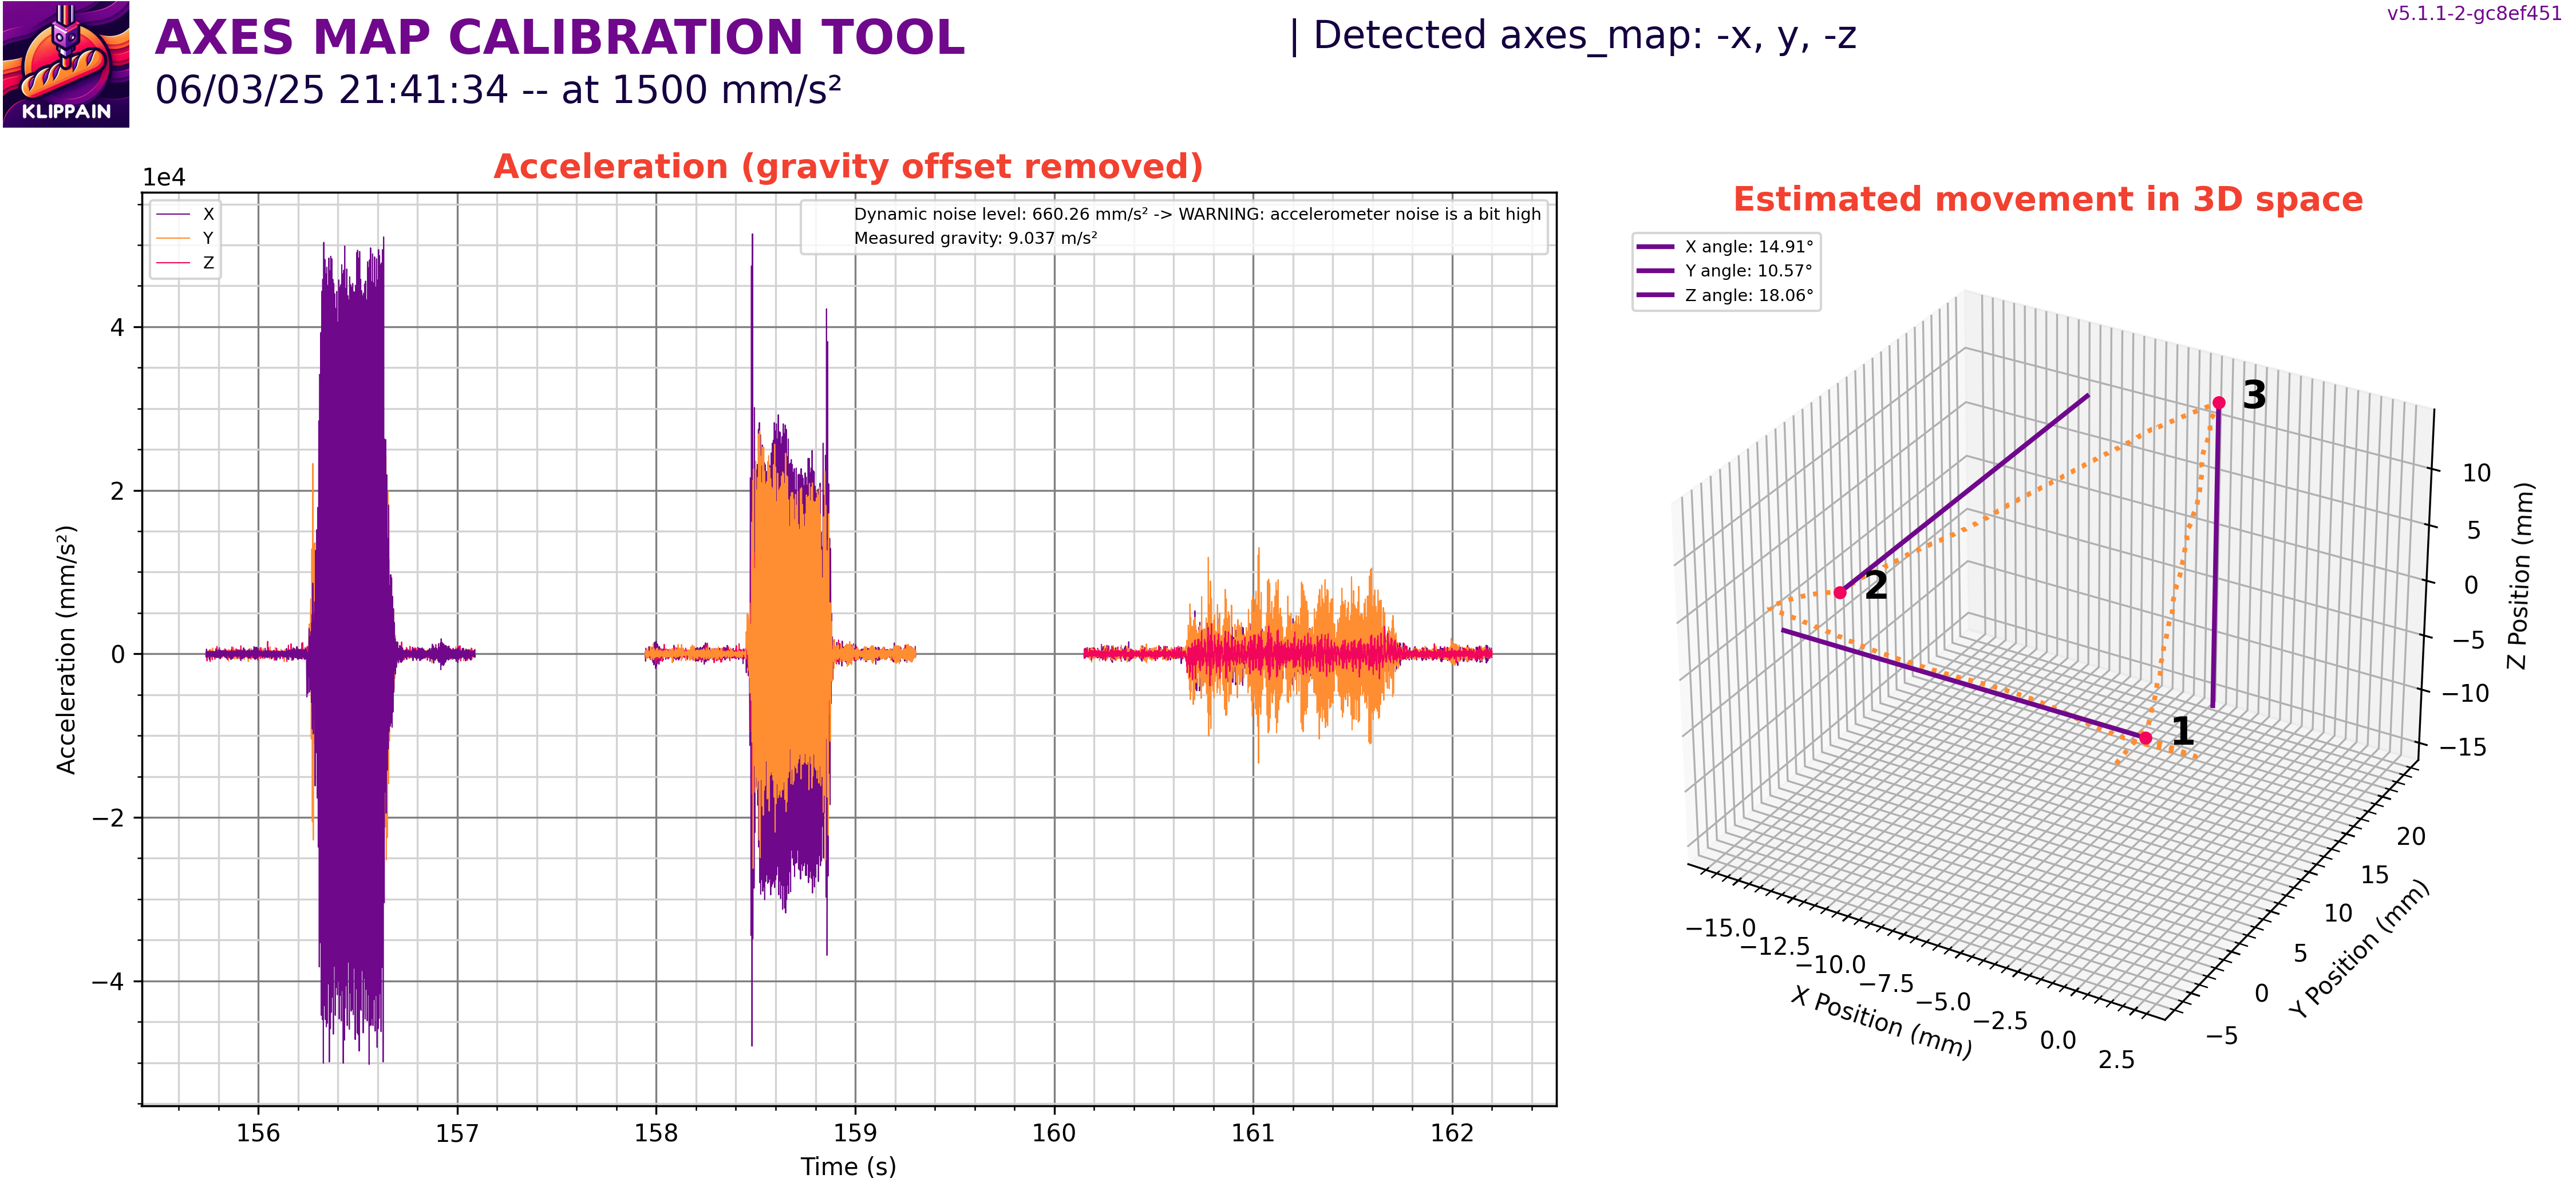 KLIPPAIN
AXES MAP CALIBRATION TOOL
06/03/25 21:41:34 -- at 1500 mm/s²
| Detected axes_map: -x, y, -z
v5.1.1-2-gc8ef451
Acceleration (gravity offset removed)
1e4
X
Y
Z
Dynamic noise level: 660.26 mm/s² -> WARNING: accelerometer noise is a bit high
Measured gravity: 9.037 m/s²
Acceleration (mm/s²)
4
2
0
−2
−4
156
157
158
159
160
161
162
Time (s)
Estimated movement in 3D space
X angle: 14.91°
Y angle: 10.57°
Z angle: 18.06°
3
2
1
10
5
0
−5
−10
−15
Z Position (mm)
20
15
10
5
0
−5
Y Position (mm)
−15.0
−12.5
−10.0
−7.5
−5.0
−2.5
0.0
2.5
X Position (mm)